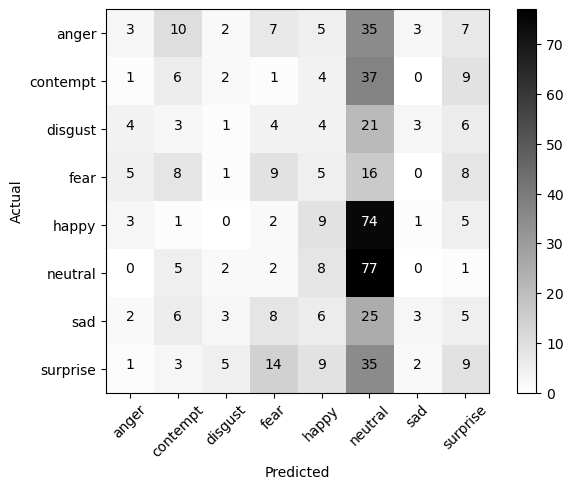 anger 3 10 2 7 5 35 3 7
contempt 1 6 2 1 4 37 0 9
disgust 4 3 1 4 4 21 3 6
fear 5 8 1 9 5 16 0 8
happy 3 1 0 2 9 74 1 5
neutral 0 5 2 2 8 77 0 1
sad 2 6 3 8 6 25 3 5
surprise 1 3 5 14 9 35 2 9
anger contempt disgust fear happy neutral sad surprise
Predicted
Actual
70
60
50
40
30
20
10
0